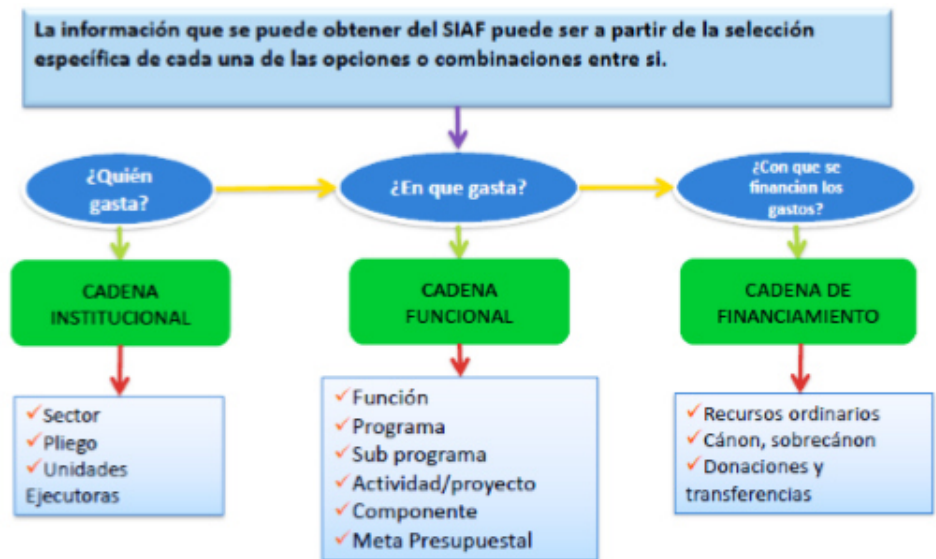 La información que se puede obtener del SIAF puede ser a partir de la selección
específica de cada una de las opciones o combinaciones entre si.
¿Quién
gasta?
¿En que gasta?
¿Con que se
financian los
gastos?
CADENA
INSTITUCIONAL
CADENA
FUNCIONAL
CADENA DE
FINANCIAMIENTO
✓Sector
✓Pliego
✓Unidades
Ejecutoras
✓Función
✓Programa
✓Sub programa
✓Actividad/proyecto
✓Componente
✓Meta Presupuestal
✓Recursos ordinarios
✓Cánon, sobrecánon
✓Donaciones y
transferencias